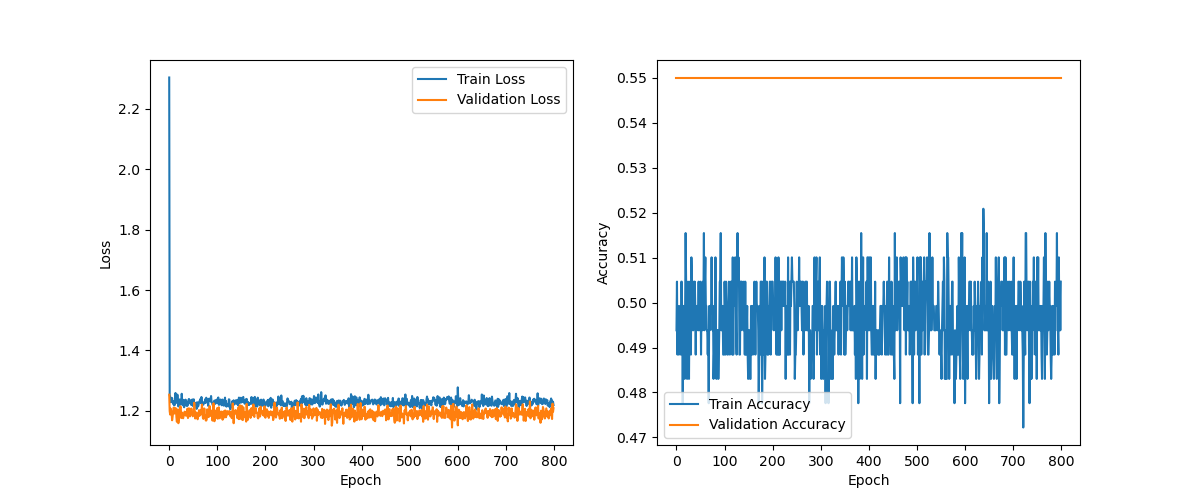 Train Loss
Validation Loss
2.2
2.0
1.8
1.6
1.4
1.2
Loss
0 100 200 300 400 500 600 700 800
Epoch
0.55
0.54
0.53
0.52
0.51
0.50
0.49
0.48
0.47
Accuracy
Train Accuracy
Validation Accuracy
0 100 200 300 400 500 600 700 800
Epoch